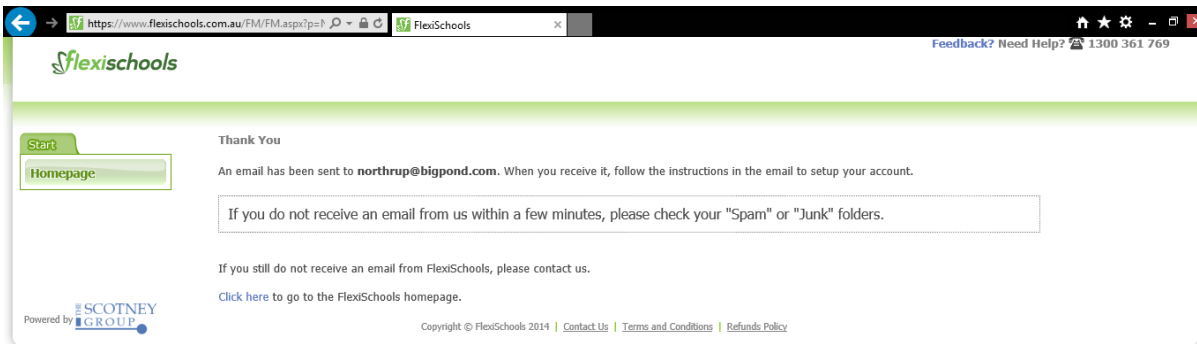 https://www.flexischools.com.au/FM/FM.aspx?p=
FlexiSchools
Feedback? Need Help? 1300 361 769
flexischools
Start
Homepage
Thank You
An email has been sent to northrup@bigpond.com. When you receive it, follow the instructions in the email to setup your account.
If you do not receive an email from us within a few minutes, please check your "Spam" or "Junk" folders.
If you still do not receive an email from FlexiSchools, please contact us.
Click here to go to the FlexiSchools homepage.
Powered by THE SCOTNEY GROUP
Copyright © FlexiSchools 2014 | Contact Us | Terms and Conditions | Refunds Policy